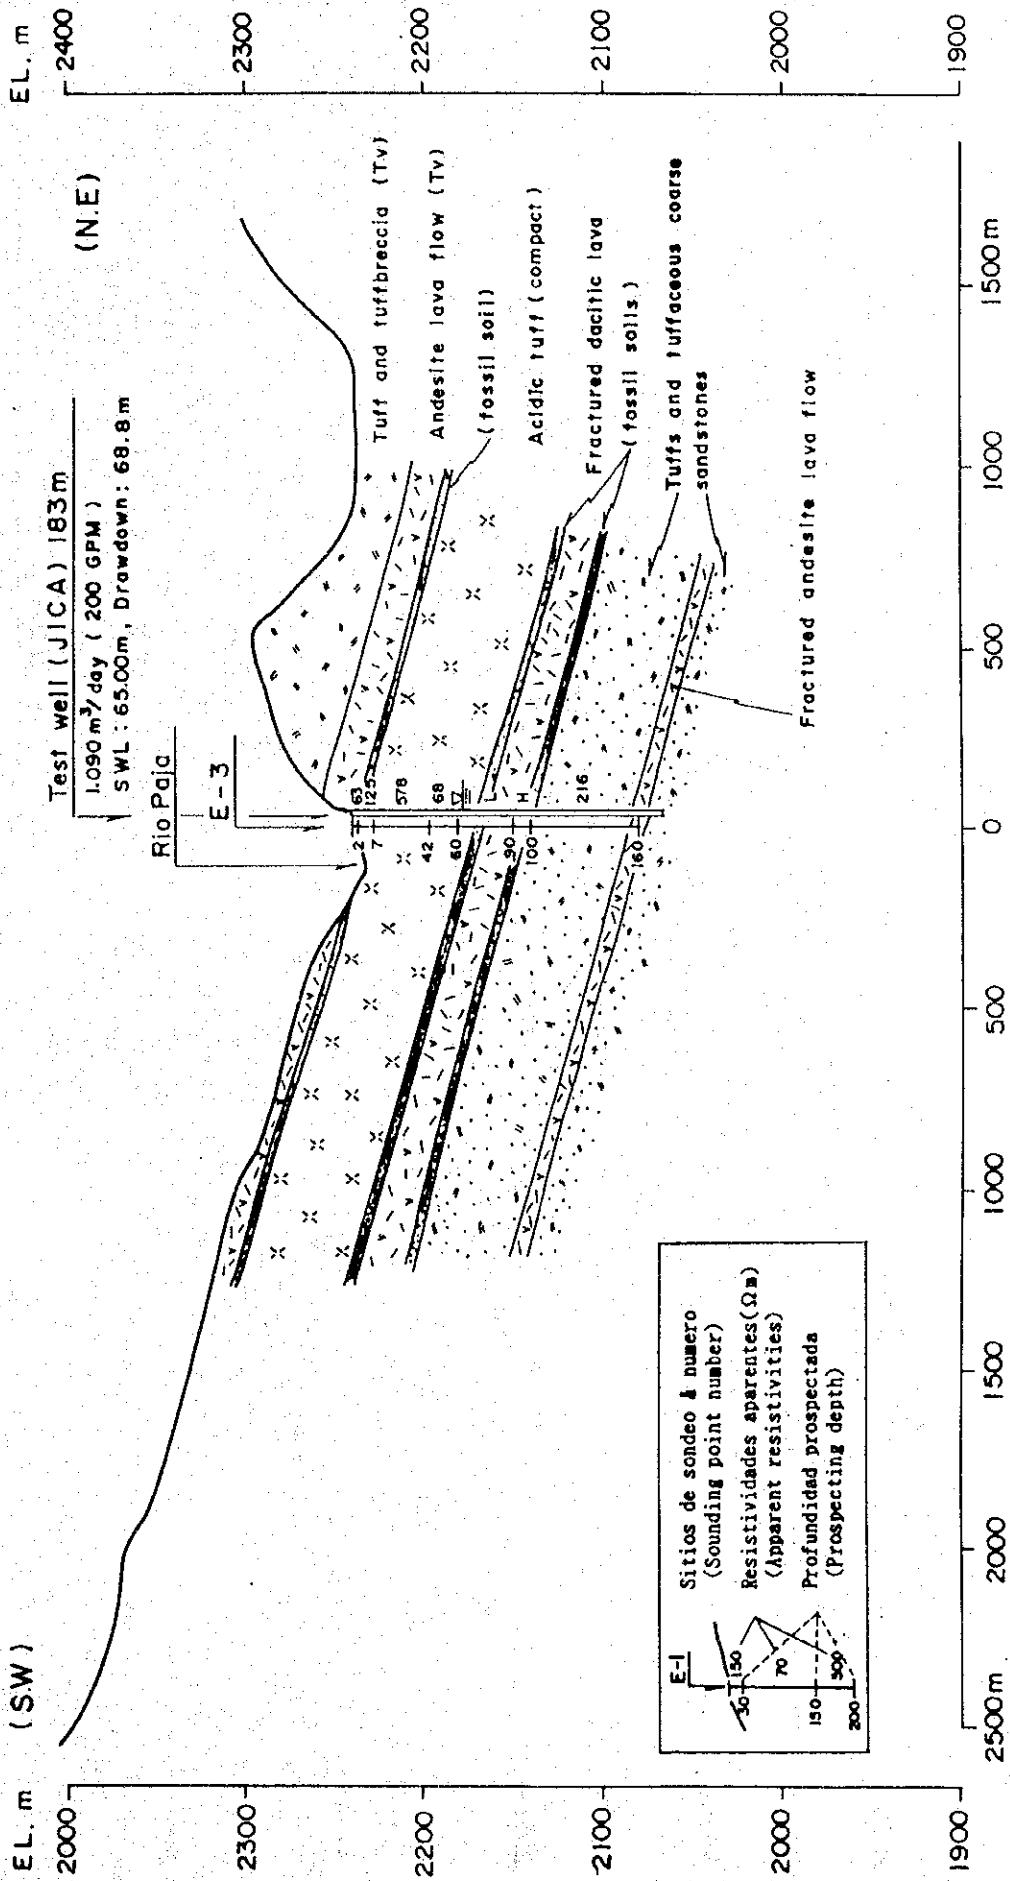 EL. m
(S.W)
2000
2300
2200
2100
2000
1900
Test well (JICA) 183m
1.090 m³/day ( 200 GPM )
SWL : 65.00m, Drawdown: 68.8m
Rio Paja
E-3
(N.E)
EL. m
2400
2300
2200
2100
2000
1900
Tuff and tuffbreccia (Tv)
Andesite lava flow (Tv)
(fossil soil)
Acidic tuff (compact)
Fractured dacitic lava
(fossil soils.)
Tuffs and tuffaceous coarse
sandstones
Fractured andesite lava flow
63
125
578
68
L
H
216
2
7
42
60
90
100
160
2500m
2000
1500
1000
500
0
500
1000
1500m
E-1
30
150
70
150
300
200
Sitios de sondeo & numero
(Sounding point number)
Resistividades aparentes(Ωm)
(Apparent resistivities)
Profundidad prospectada
(Prospecting depth)